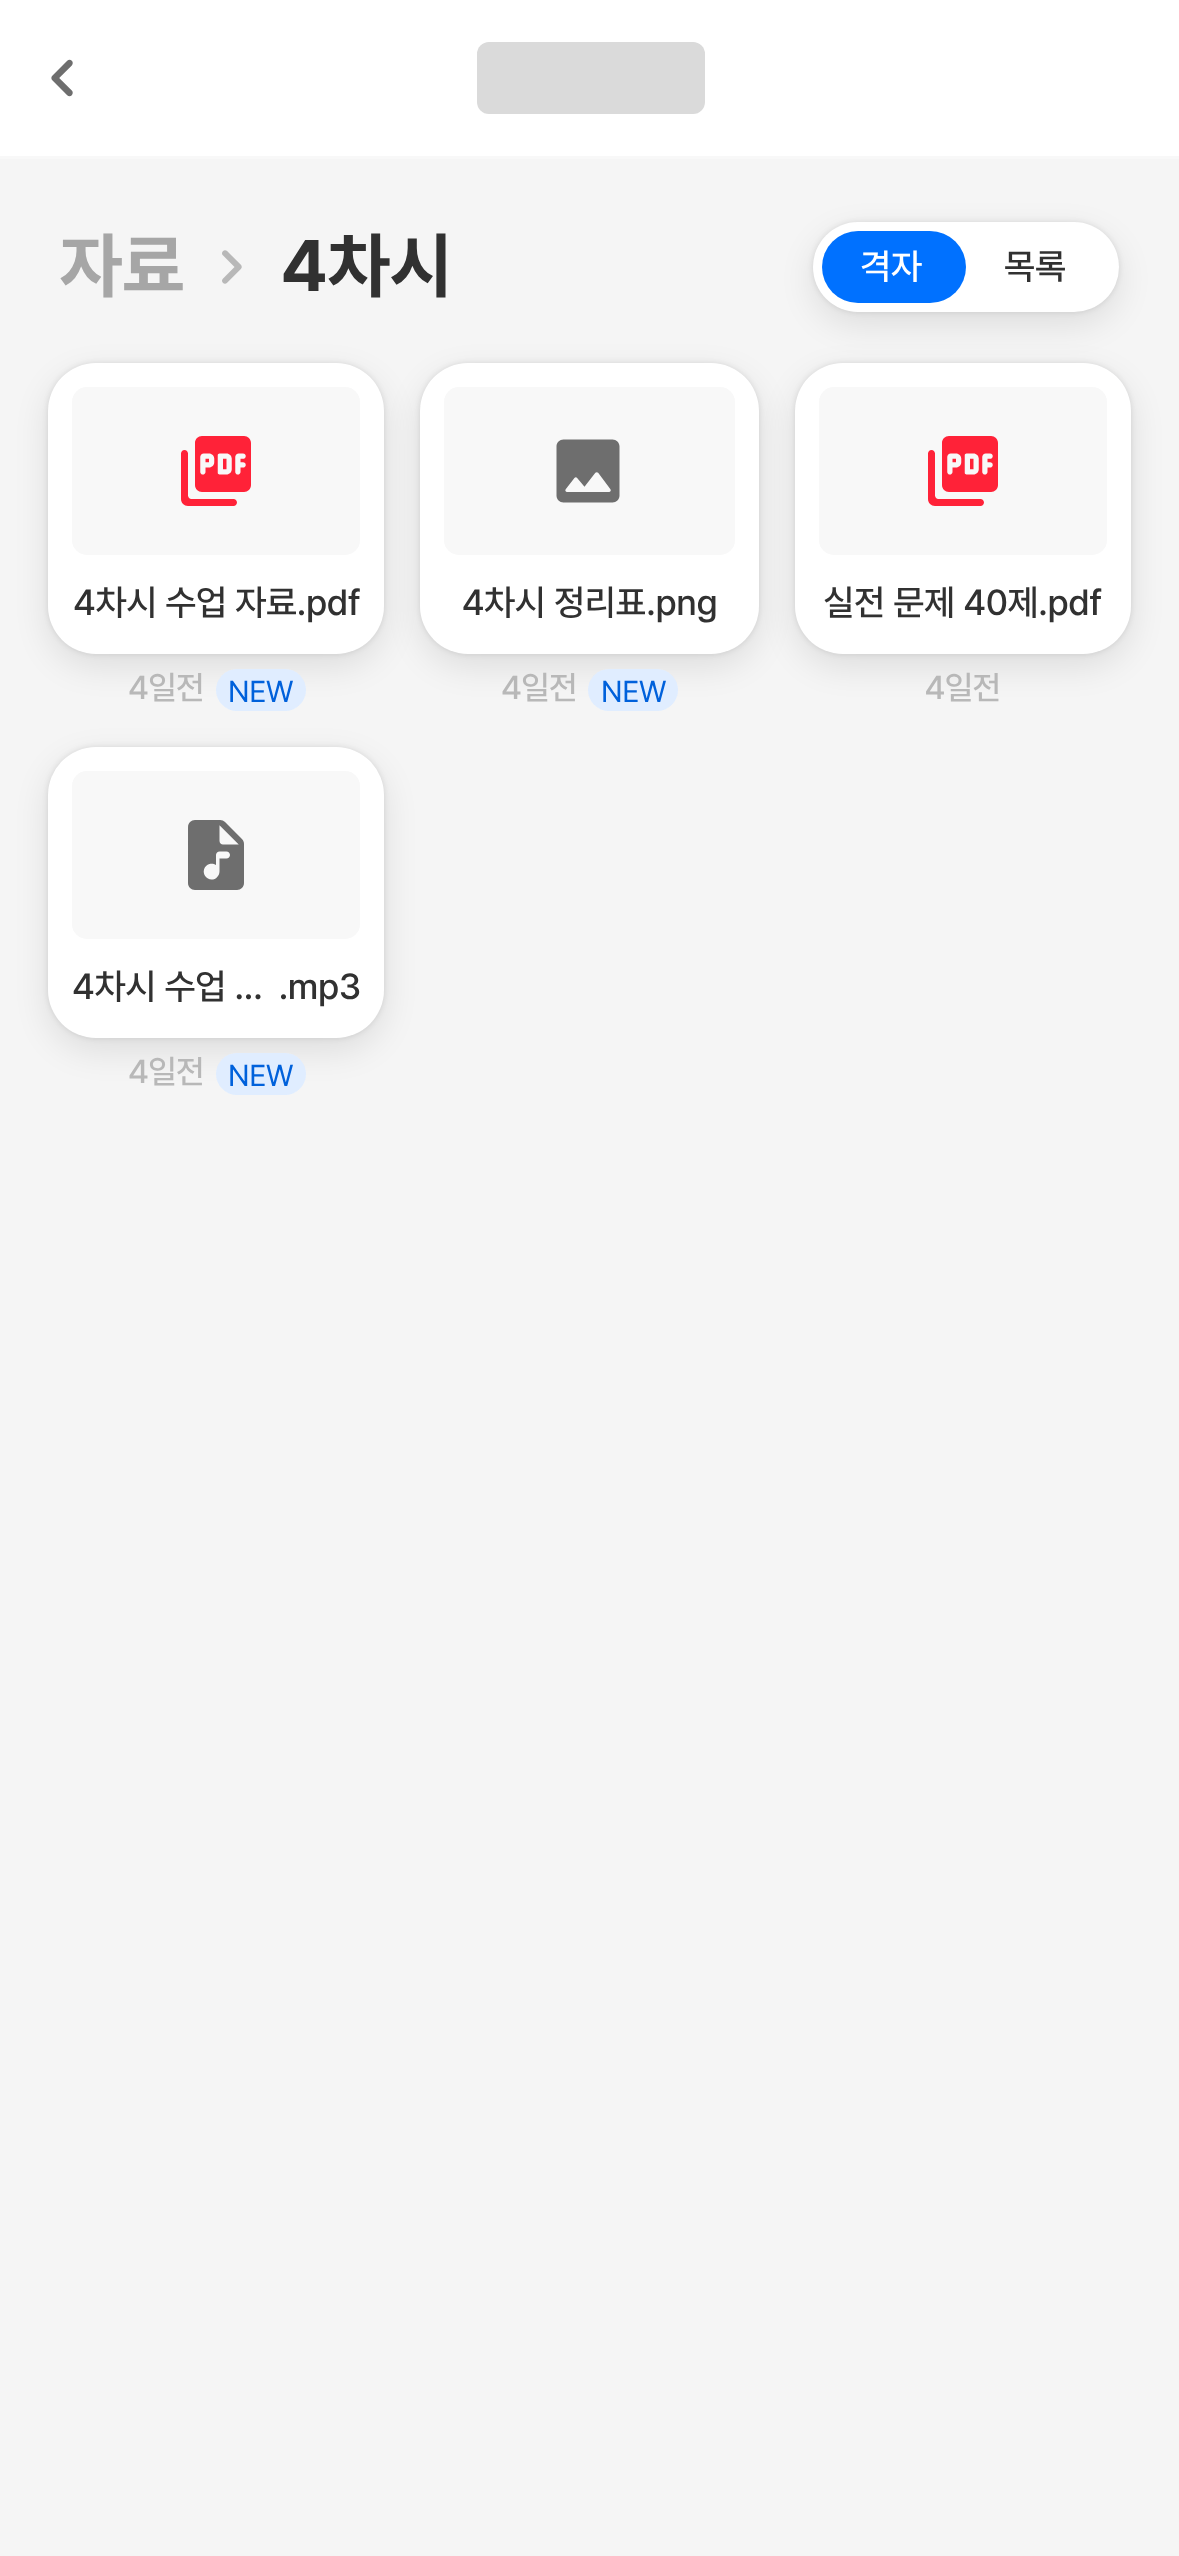 자료 > 4차시
격자 목록
PDF
PDF
4차시 수업 자료.pdf
4차시 정리표.png
실전 문제 40제.pdf
4일전 NEW
4일전 NEW
4일전
4차시 수업 ... .mp3
4일전 NEW